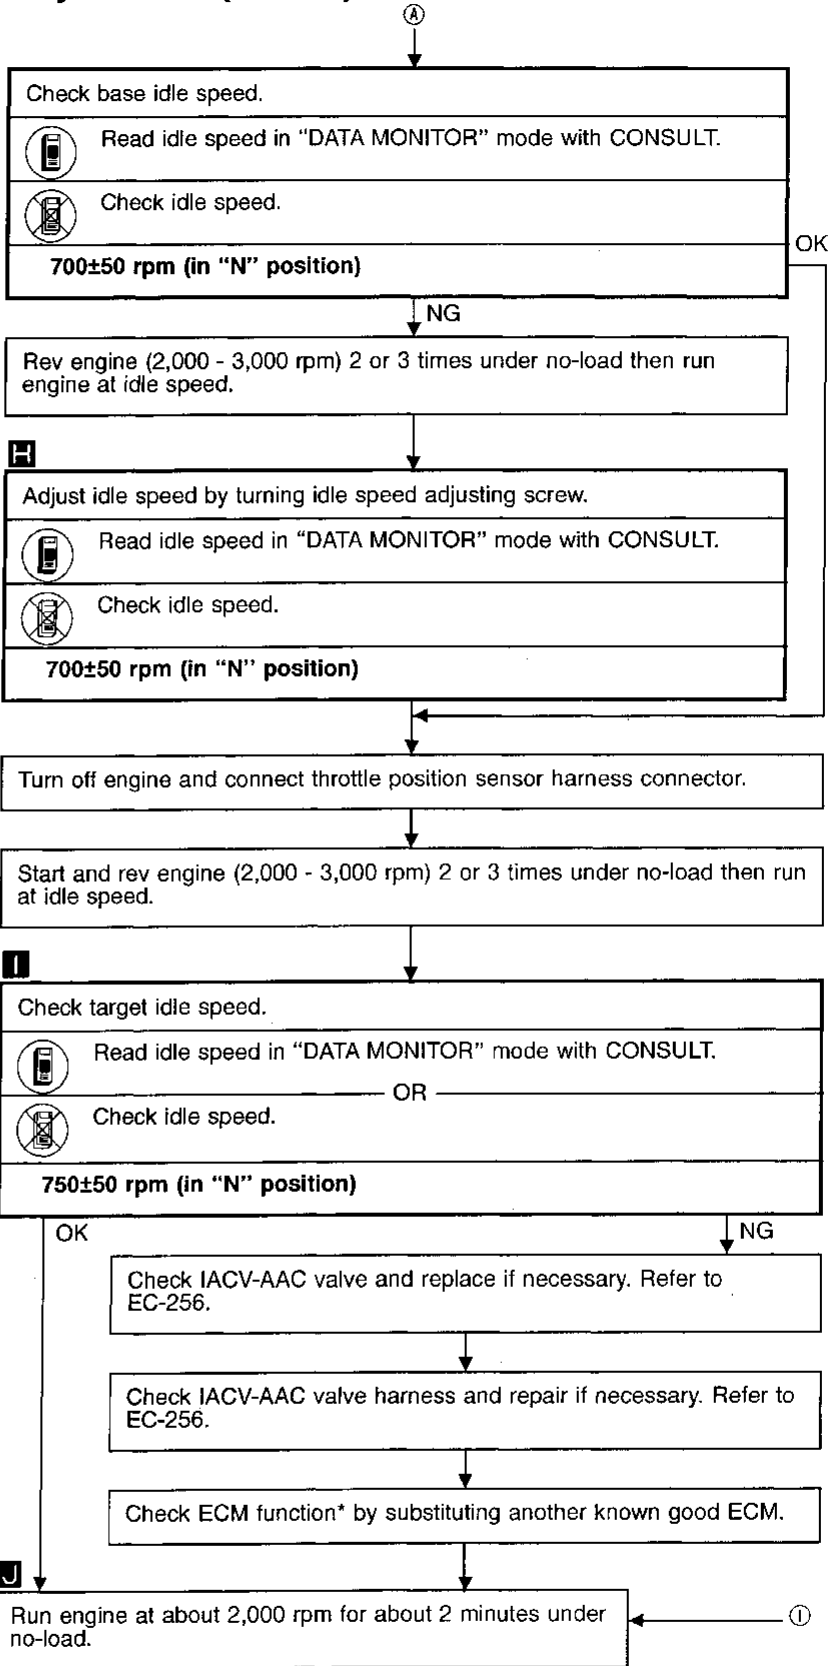 Ⓐ
Check base idle speed.
Read idle speed in “DATA MONITOR” mode with CONSULT.
Check idle speed.
OK
700±50 rpm (in “N” position)
NG
Rev engine (2,000 - 3,000 rpm) 2 or 3 times under no-load then run
engine at idle speed.
H
Adjust idle speed by turning idle speed adjusting screw.
Read idle speed in “DATA MONITOR” mode with CONSULT.
Check idle speed.
700±50 rpm (in “N” position)
Turn off engine and connect throttle position sensor harness connector.
Start and rev engine (2,000 - 3,000 rpm) 2 or 3 times under no-load then run
at idle speed.
I
Check target idle speed.
Read idle speed in “DATA MONITOR” mode with CONSULT.
OR
Check idle speed.
750±50 rpm (in “N” position)
OK
NG
Check IACV-AAC valve and replace if necessary. Refer to
EC-256.
Check IACV-AAC valve harness and repair if necessary. Refer to
EC-256.
Check ECM function* by substituting another known good ECM.
J
Run engine at about 2,000 rpm for about 2 minutes under
no-load.
Ⓘ